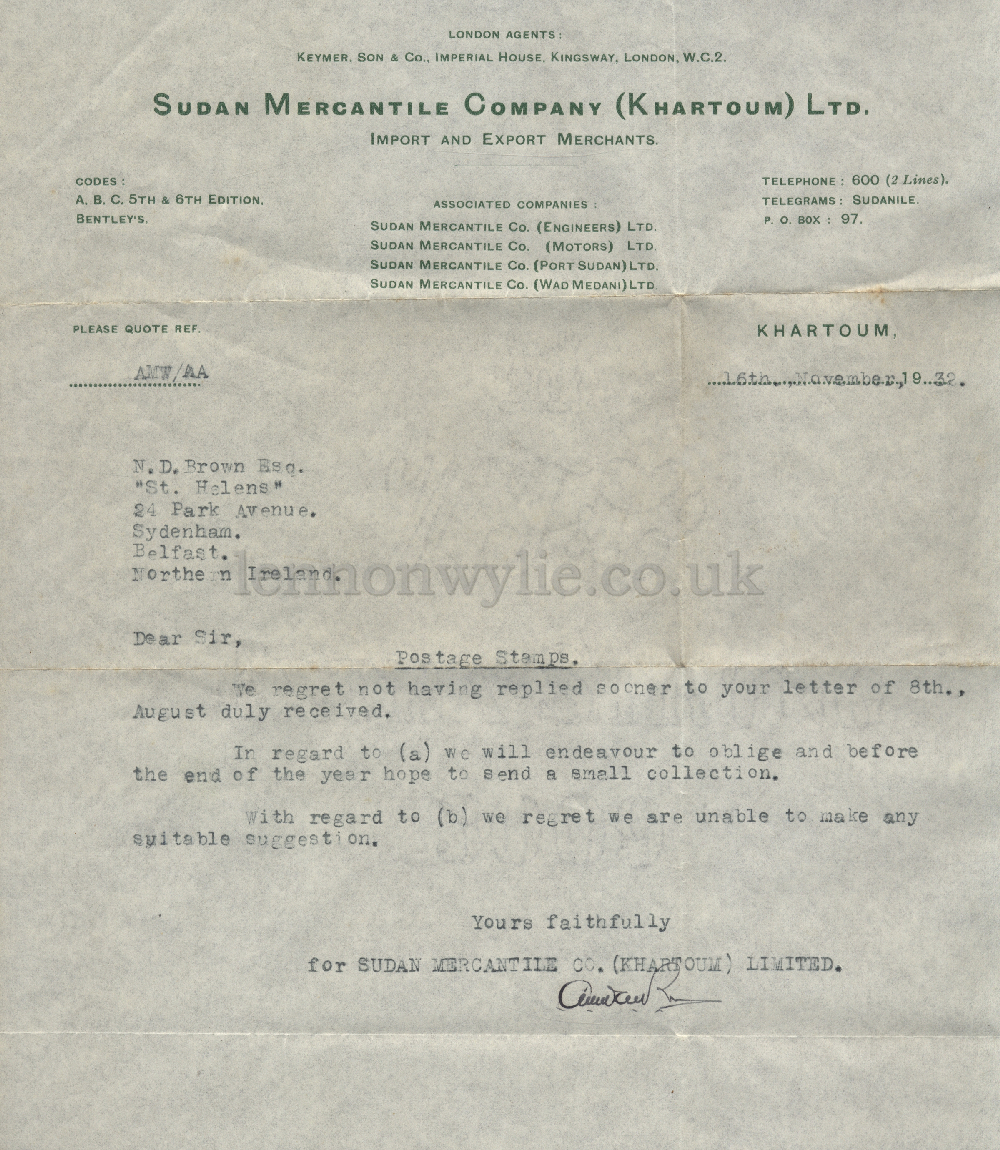 LONDON AGENTS:
KEYMER, SON & CO., IMPERIAL HOUSE, KINGSWAY, LONDON, W.C.2.
SUDAN MERCANTILE COMPANY (KHARTOUM) LTD.
IMPORT AND EXPORT MERCHANTS.
CODES:
A.B.C. 5TH & 6TH EDITION.
BENTLEY'S.
TELEPHONE: 600 (2 Lines).
TELEGRAMS: SUDANILE.
P. O. BOX: 97.
ASSOCIATED COMPANIES:
SUDAN MERCANTILE CO. (ENGINEERS) LTD.
SUDAN MERCANTILE CO. (MOTORS) LTD.
SUDAN MERCANTILE CO. (PORT SUDAN) LTD.
SUDAN MERCANTILE CO. (WAD MEDANI) LTD.
PLEASE QUOTE REF.
KHARTOUM,
AMW/AA
16th., November, 1932.
N.D.Brown Esq.
"St. Helens"
24 Park Avenue.
Sydenham.
Belfast.
Northern Ireland.
lennonwylie.co.uk
Dear Sir,
Postage Stamps.
We regret not having replied sooner to your letter of 8th.,
August duly received.
In regard to (a) we will endeavour to oblige and before
the end of the year hope to send a small collection.
With regard to (b) we regret we are unable to make any
suitable suggestion.
Yours faithfully
for SUDAN MERCANTILE CO. (KHARTOUM) LIMITED.